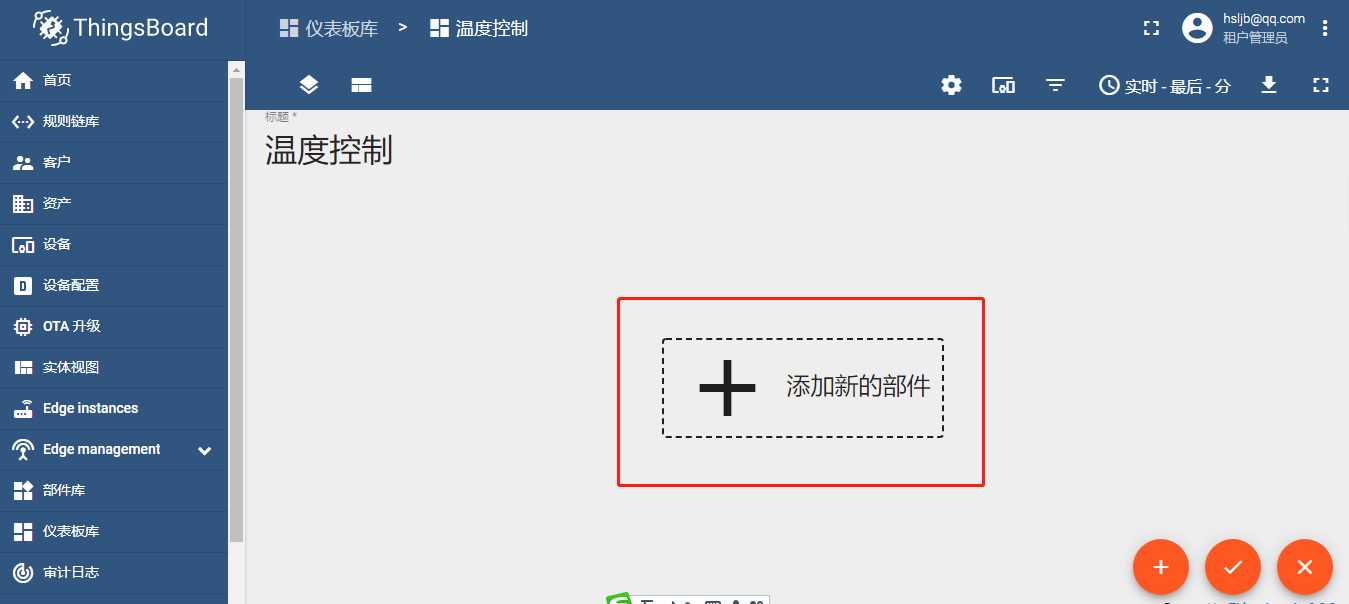 ThingsBoard
仪表板库 > 温度控制
hsljb@qq.com
租户管理员
首页
规则链库
客户
资产
设备
设备配置
OTA 升级
实体视图
Edge instances
Edge management
部件库
仪表板库
审计日志
实时 - 最后 - 分
标题 *
温度控制
添加新的部件